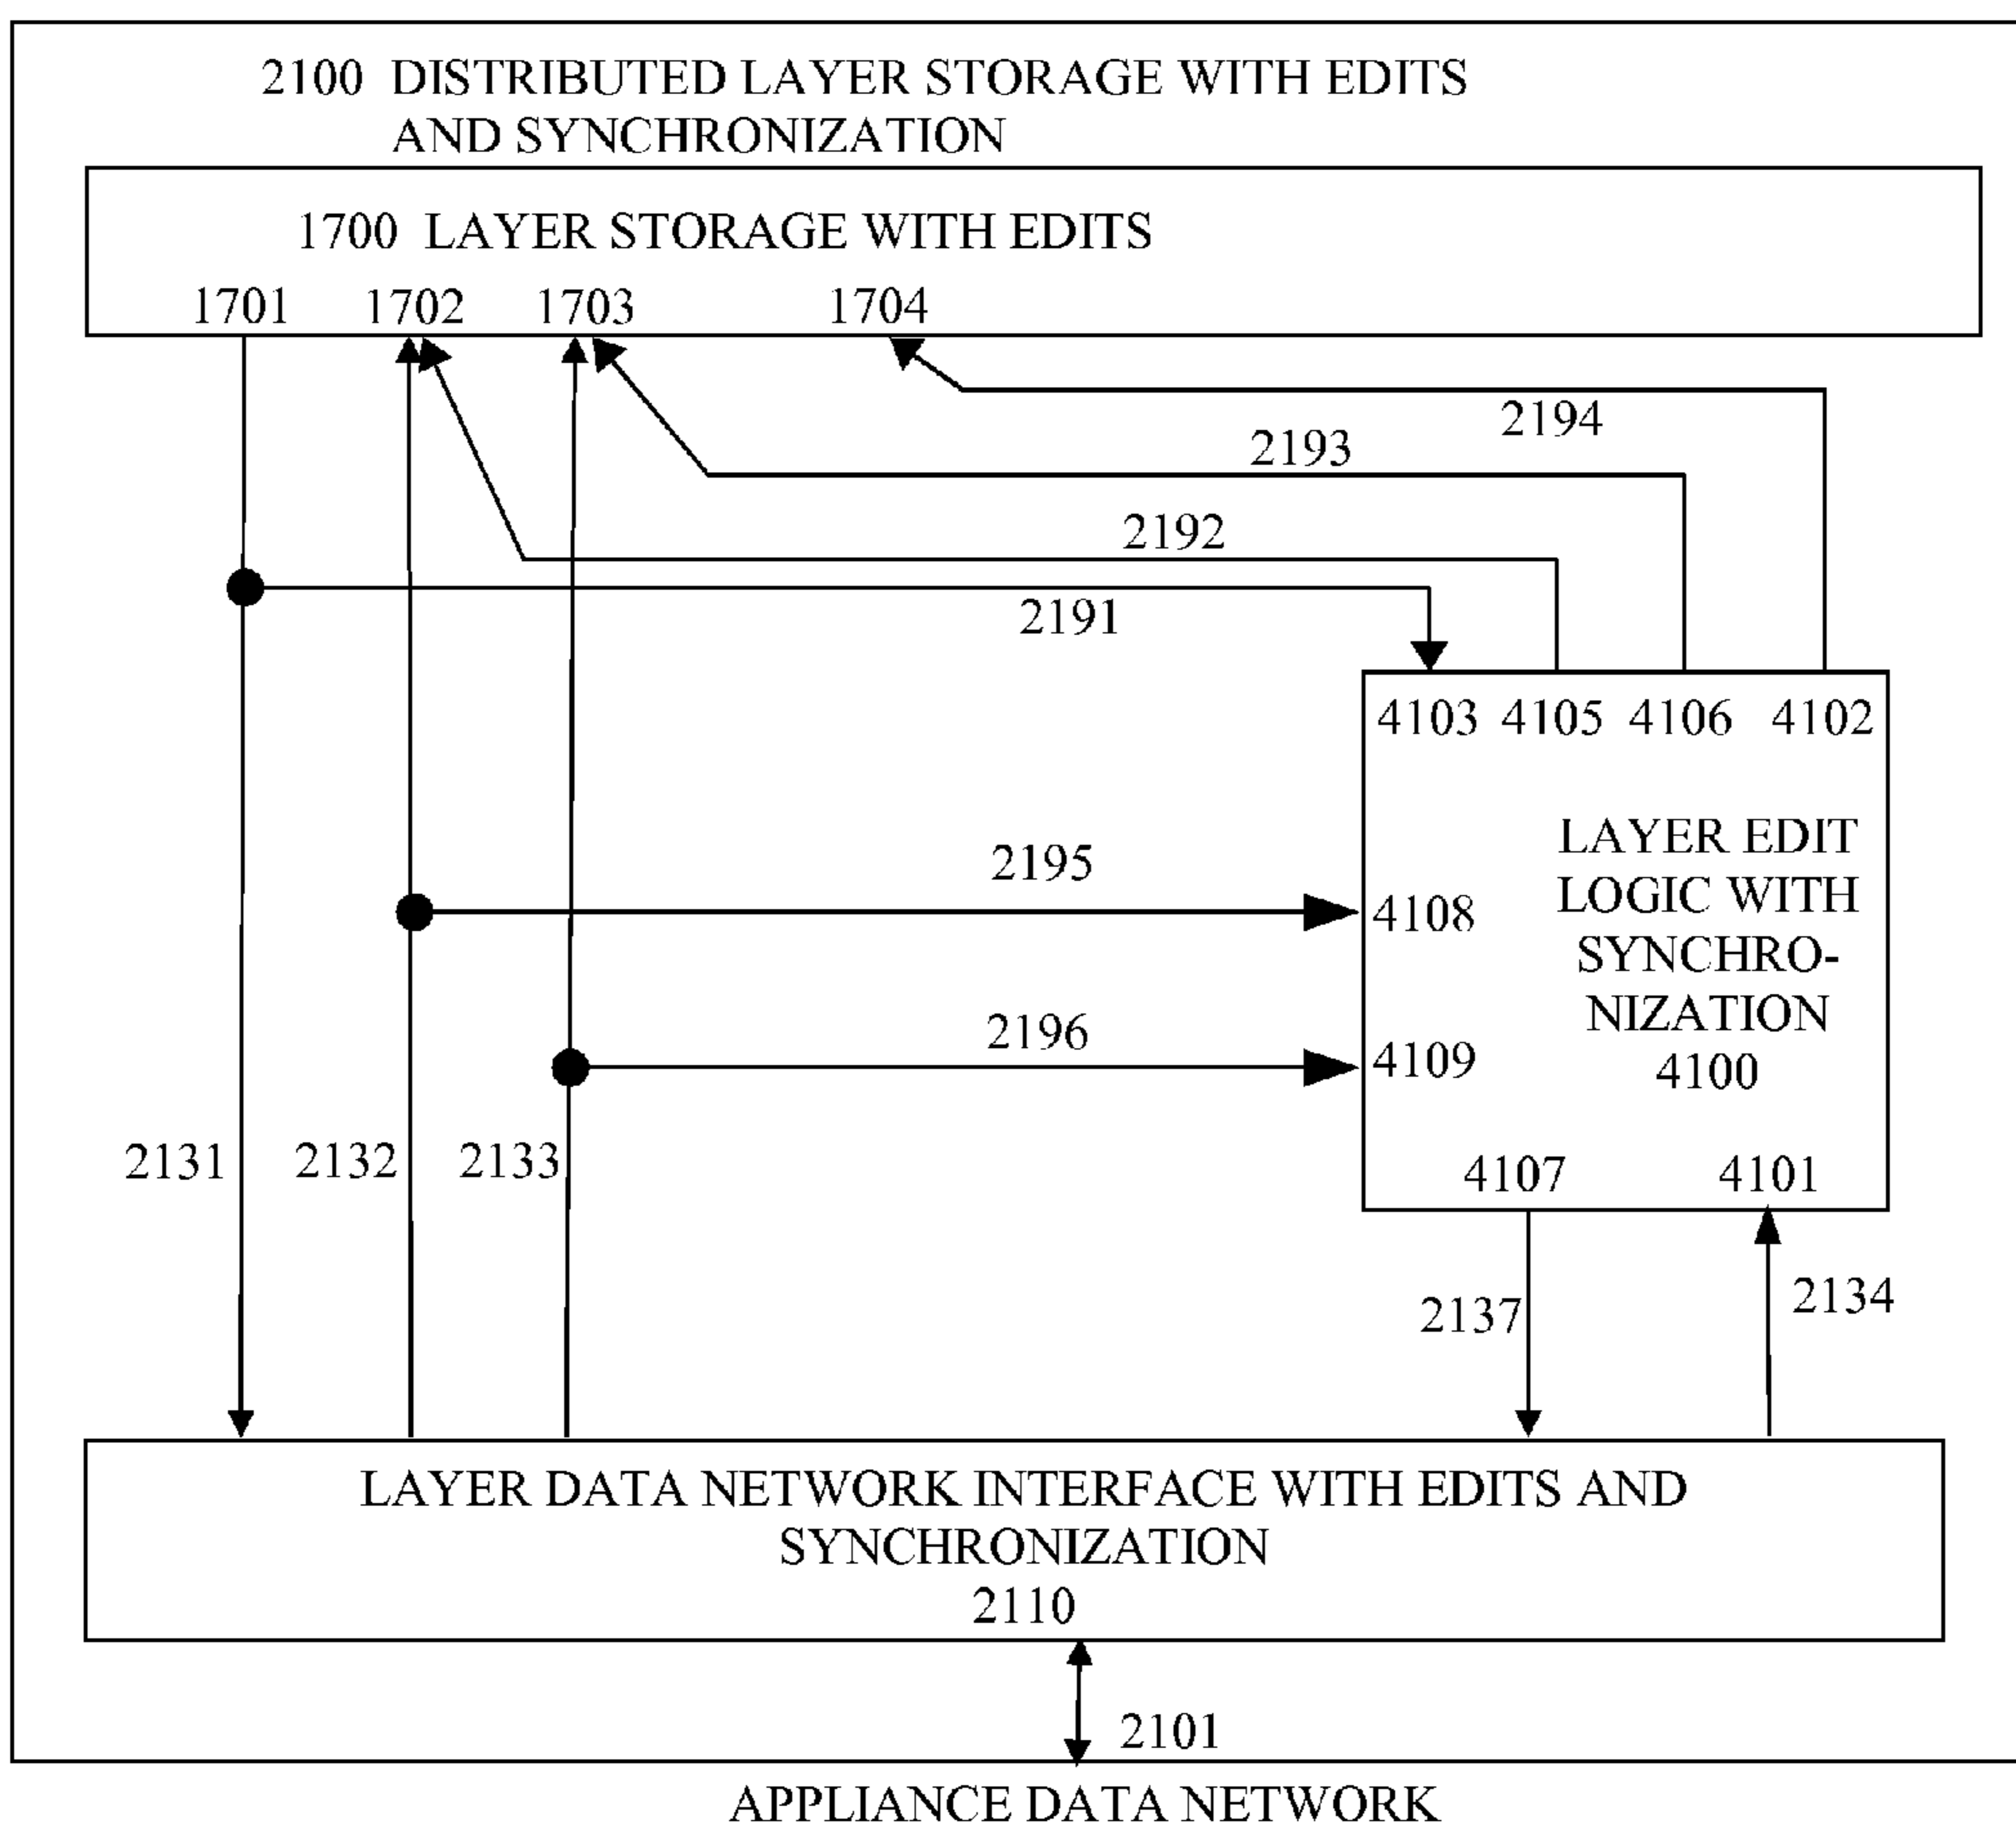 2100 DISTRIBUTED LAYER STORAGE WITH EDITS
AND SYNCHRONIZATION
1700 LAYER STORAGE WITH EDITS
1701 1702 1703 1704
2194
2193
2192
2191
4103 4105 4106 4102
LAYER EDIT
LOGIC WITH
SYNCHRO-
NIZATION
4100
2195
4108
2196
4109
2131 2132 2133
4107 4101
2137
2134
LAYER DATA NETWORK INTERFACE WITH EDITS AND
SYNCHRONIZATION
2110
2101
APPLIANCE DATA NETWORK